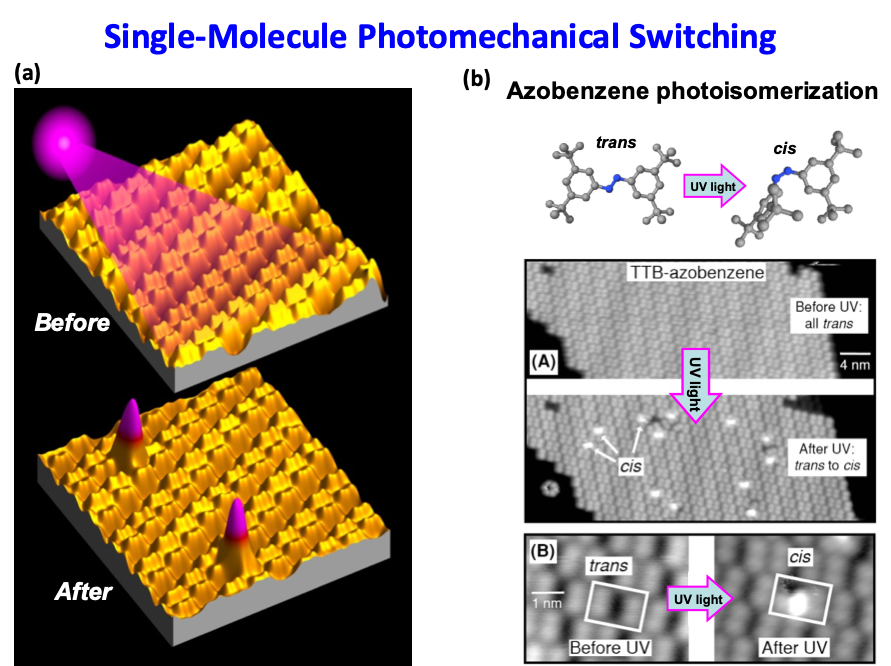 Single-Molecule Photomechanical Switching
(a)
Before
After
(b)
Azobenzene photoisomerization
trans
cis
UV light
TTB-azobenzene
Before UV:
all trans
(A)
4 nm
UV light
cis
After UV:
trans to cis
(B)
trans
cis
1 nm
UV light
Before UV
After UV